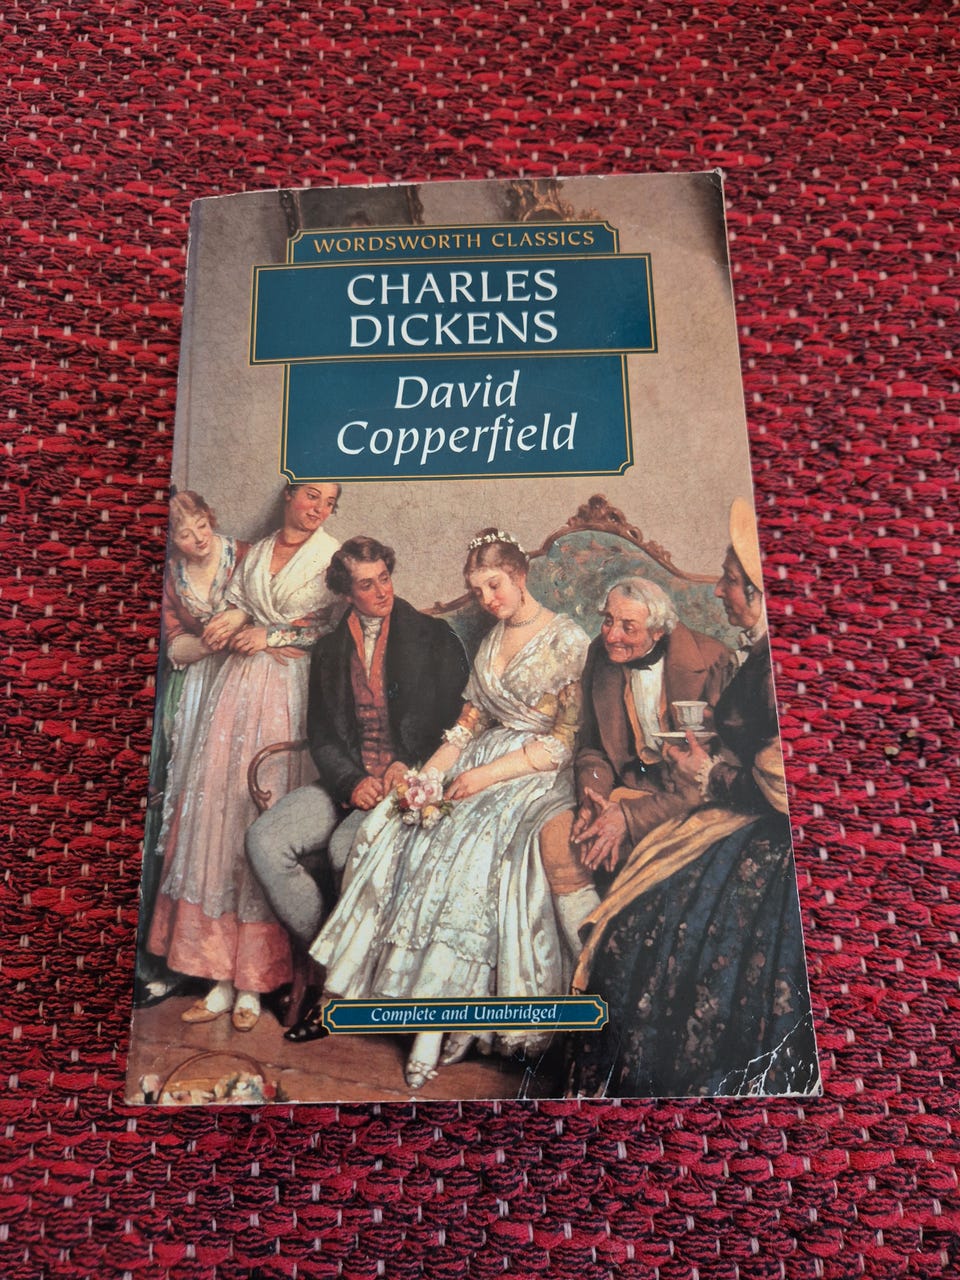 WORDSWORTH CLASSICS
CHARLES
DICKENS
David
Copperfield
Complete and Unabridged